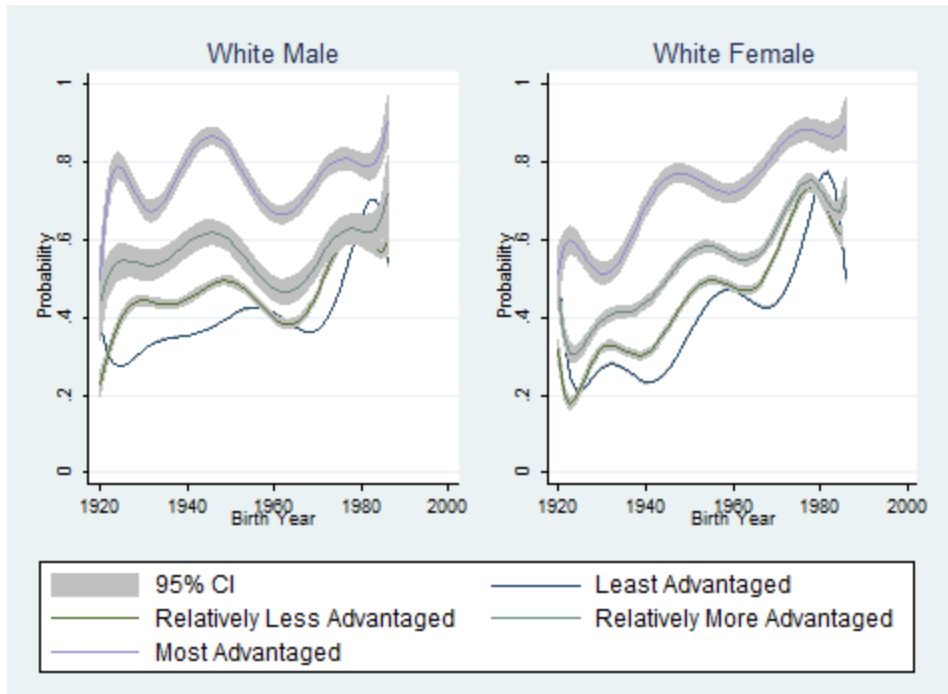 White Male
White Female
Probability
0
.2
.4
.6
.8
1
1920
1940
1960
1980
2000
Birth Year
Probability
0
.2
.4
.6
.8
1
1920
1940
1960
1980
2000
Birth Year
95% CI
Least Advantaged
Relatively Less Advantaged
Relatively More Advantaged
Most Advantaged